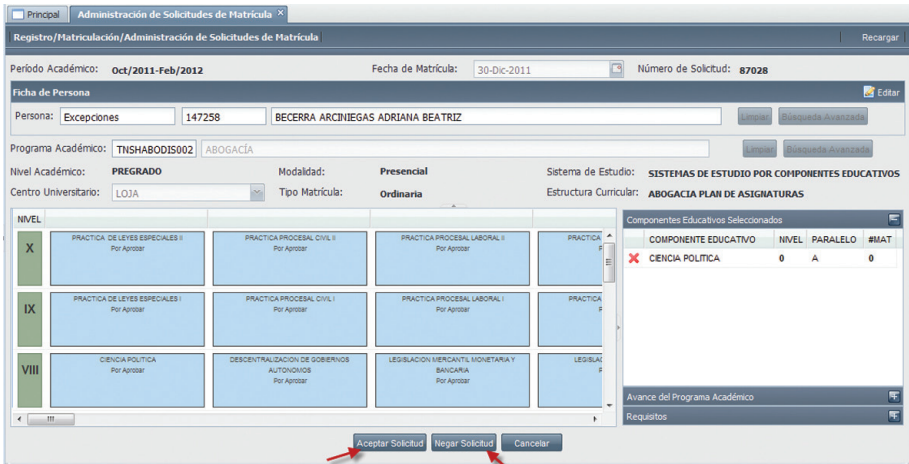 Principal Administración de Solicitudes de Matrícula
Registro/Matriculación/Administración de Solicitudes de Matrícula Recargar
Período Académico: Oct/2011-Feb/2012 Fecha de Matrícula: 30-Dic-2011 Número de Solicitud: 87028
Ficha de Persona Editar
Persona: Excepciones 147258 BECERRA ARCINIEGAS ADRIANA BEATRIZ Limpiar Búsqueda Avanzada
Programa Académico: TNSHABODIS002 ABOGACÍA Limpiar Búsqueda Avanzada
Nivel Académico: PREGRADO Modalidad: Presencial Sistema de Estudio: SISTEMAS DE ESTUDIO POR COMPONENTES EDUCATIVOS
Centro Universitario: LOJA Tipo Matrícula: Ordinaria Estructura Curricular: ABOGACIA PLAN DE ASIGNATURAS
NIVEL
X
PRACTICA DE LEYES ESPECIALES II
Por Aprobar
PRACTICA PROCESAL CIVIL II
Por Aprobar
PRACTICA PROCESAL LABORAL II
Por Aprobar
PRACTICA
P
IX
PRACTICA DE LEYES ESPECIALES I
Por Aprobar
PRACTICA PROCESAL CIVIL I
Por Aprobar
PRACTICA PROCESAL LABORAL I
Por Aprobar
PRACTICA
P
VIII
CIENCIA POLITICA
Por Aprobar
DESCENTRALIZACION DE GOBIERNOS
AUTONOMOS
Por Aprobar
LEGISLACION MERCANTIL MONETARIA Y
BANCARIA
Por Aprobar
LEGISLAC
P
Componentes Educativos Seleccionados
COMPONENTE EDUCATIVO NIVEL PARALELO #MAT
CIENCIA POLITICA 0 A 0
Avance del Programa Académico
Requisitos
Aceptar Solicitud Negar Solicitud Cancelar